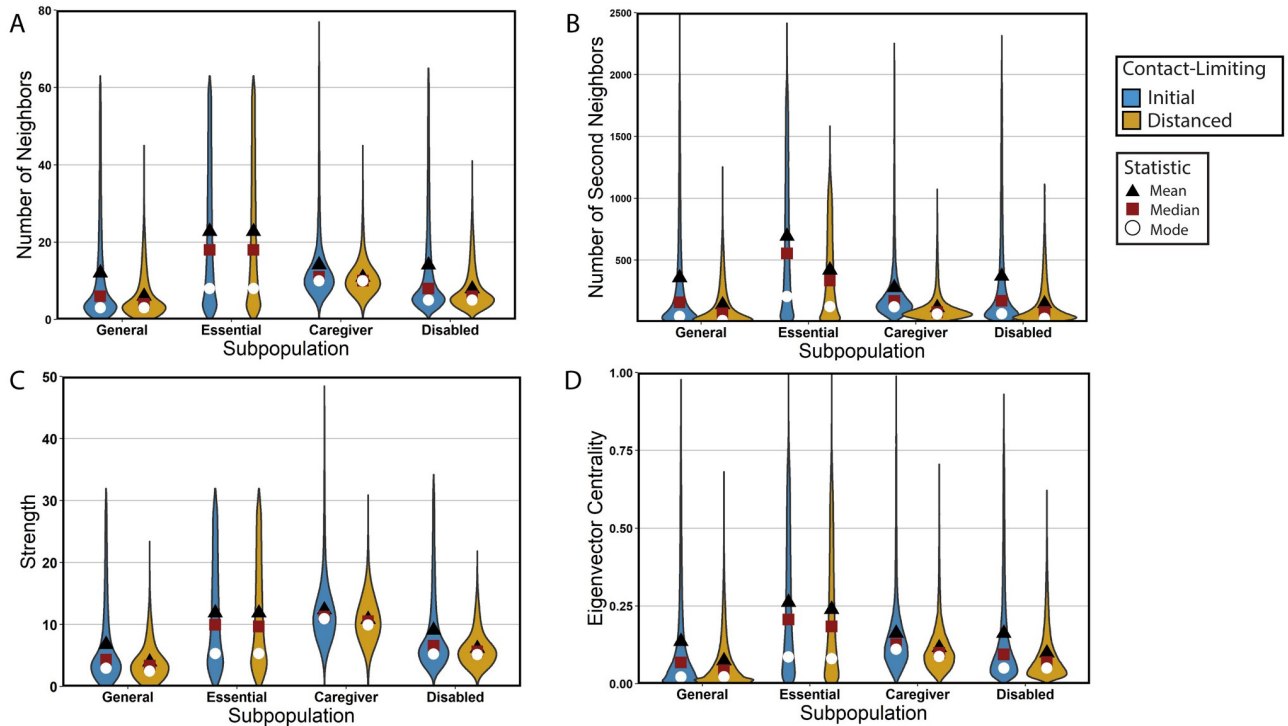 A
Number of Neighbors
80
60
40
20
0
General Essential Caregiver Disabled
Subpopulation
B
Number of Second Neighbors
2500
2000
1500
1000
500
General Essential Caregiver Disabled
Subpopulation
Contact-Limiting
Initial
Distanced
Statistic
Mean
Median
Mode
C
Strength
50
40
30
20
10
0
General Essential Caregiver Disabled
Subpopulation
D
Eigenvector Centrality
1.00
0.75
0.50
0.25
0.00
General Essential Caregiver Disabled
Subpopulation